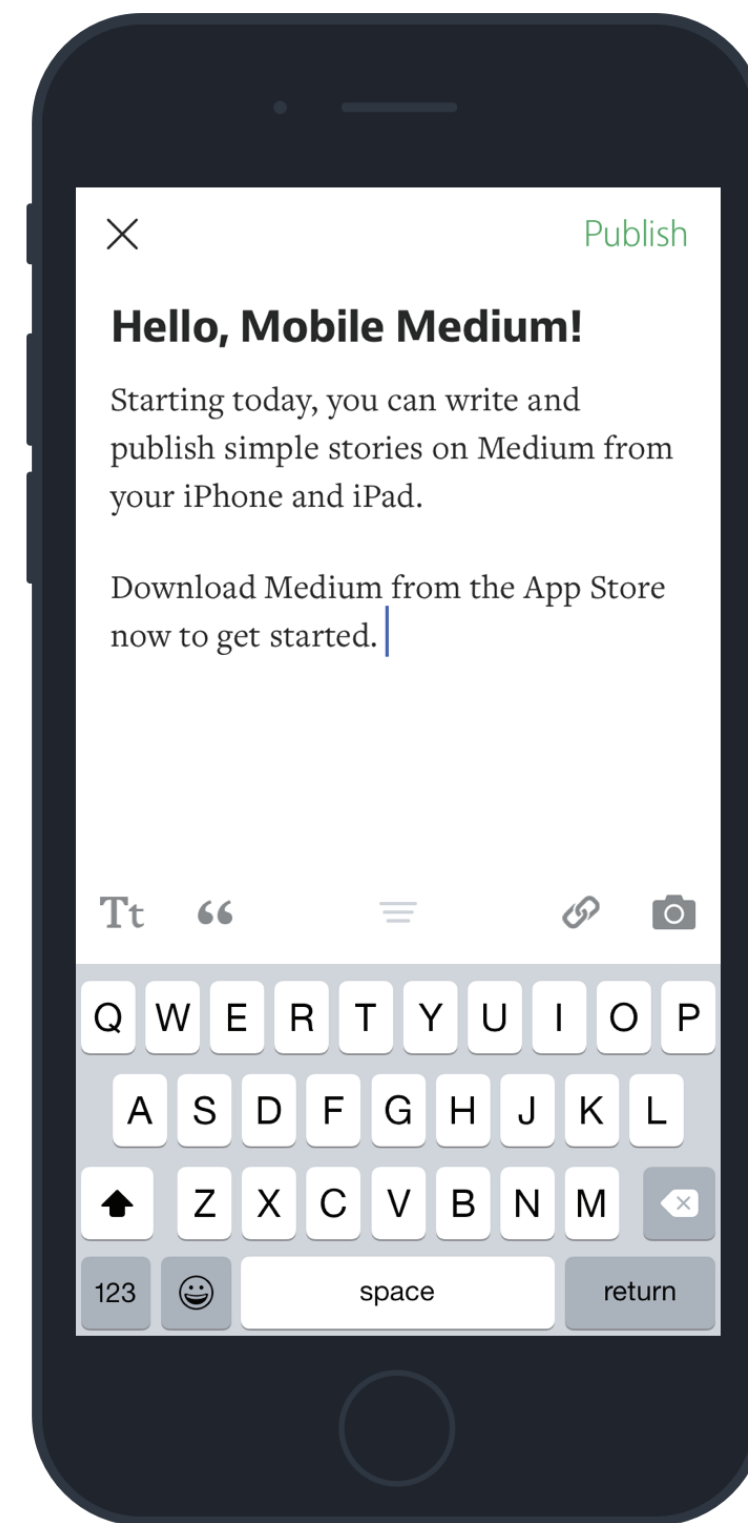 Publish
Hello, Mobile Medium!
Starting today, you can write and
publish simple stories on Medium from
your iPhone and iPad.
Download Medium from the App Store
now to get started.
Tt “
Q W E R T Y U I O P
A S D F G H J K L
Z X C V B N M
123 space return